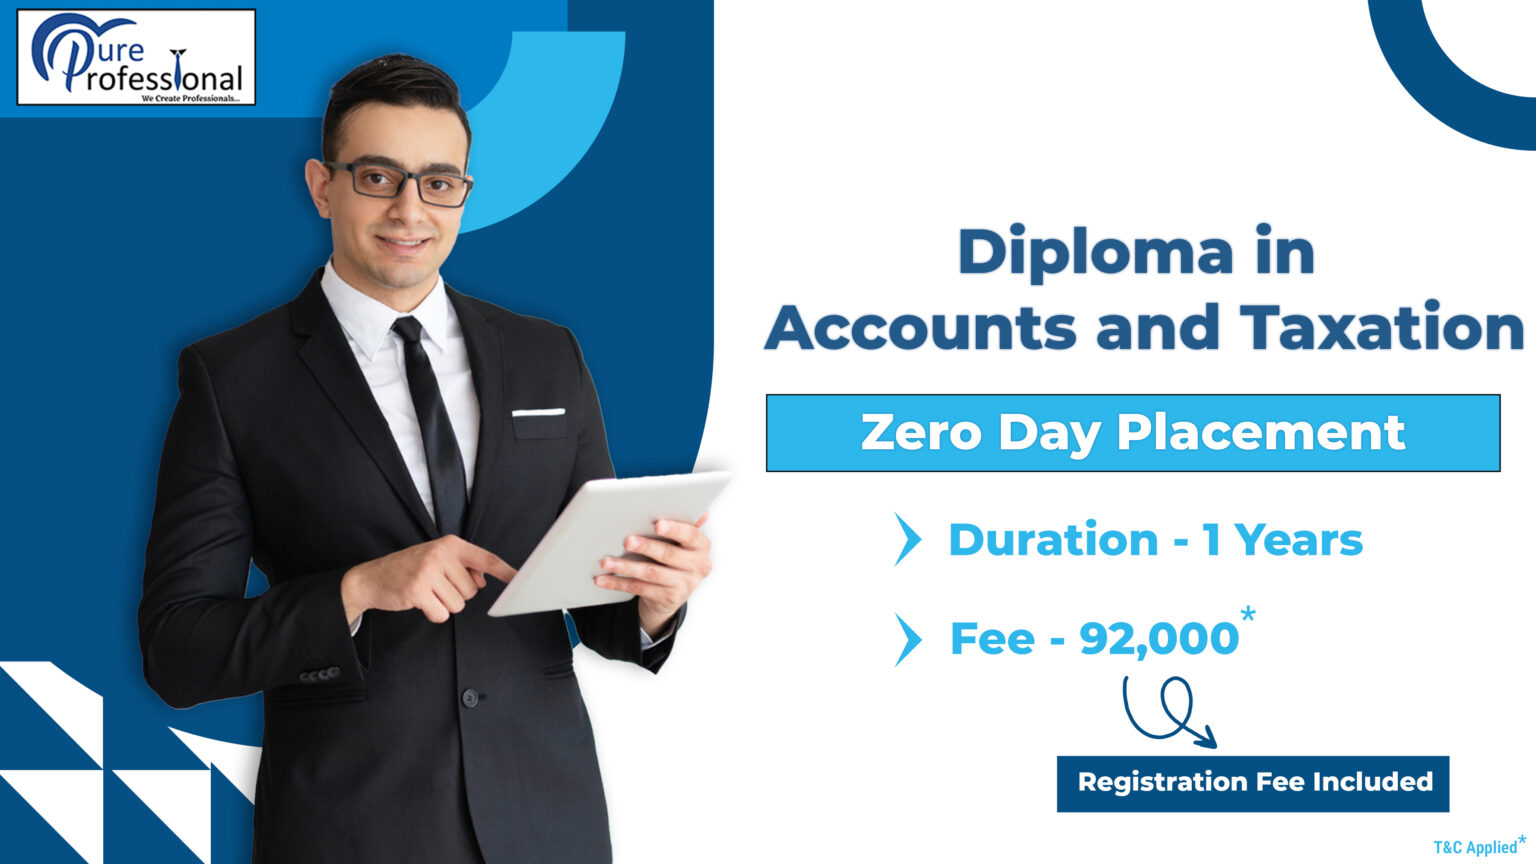 Pure
Professional
We Create Professionals...
Diploma in
Accounts and Taxation
Zero Day Placement
Duration - 1 Years
Fee - 92,000*
Registration Fee Included
T&C Applied*